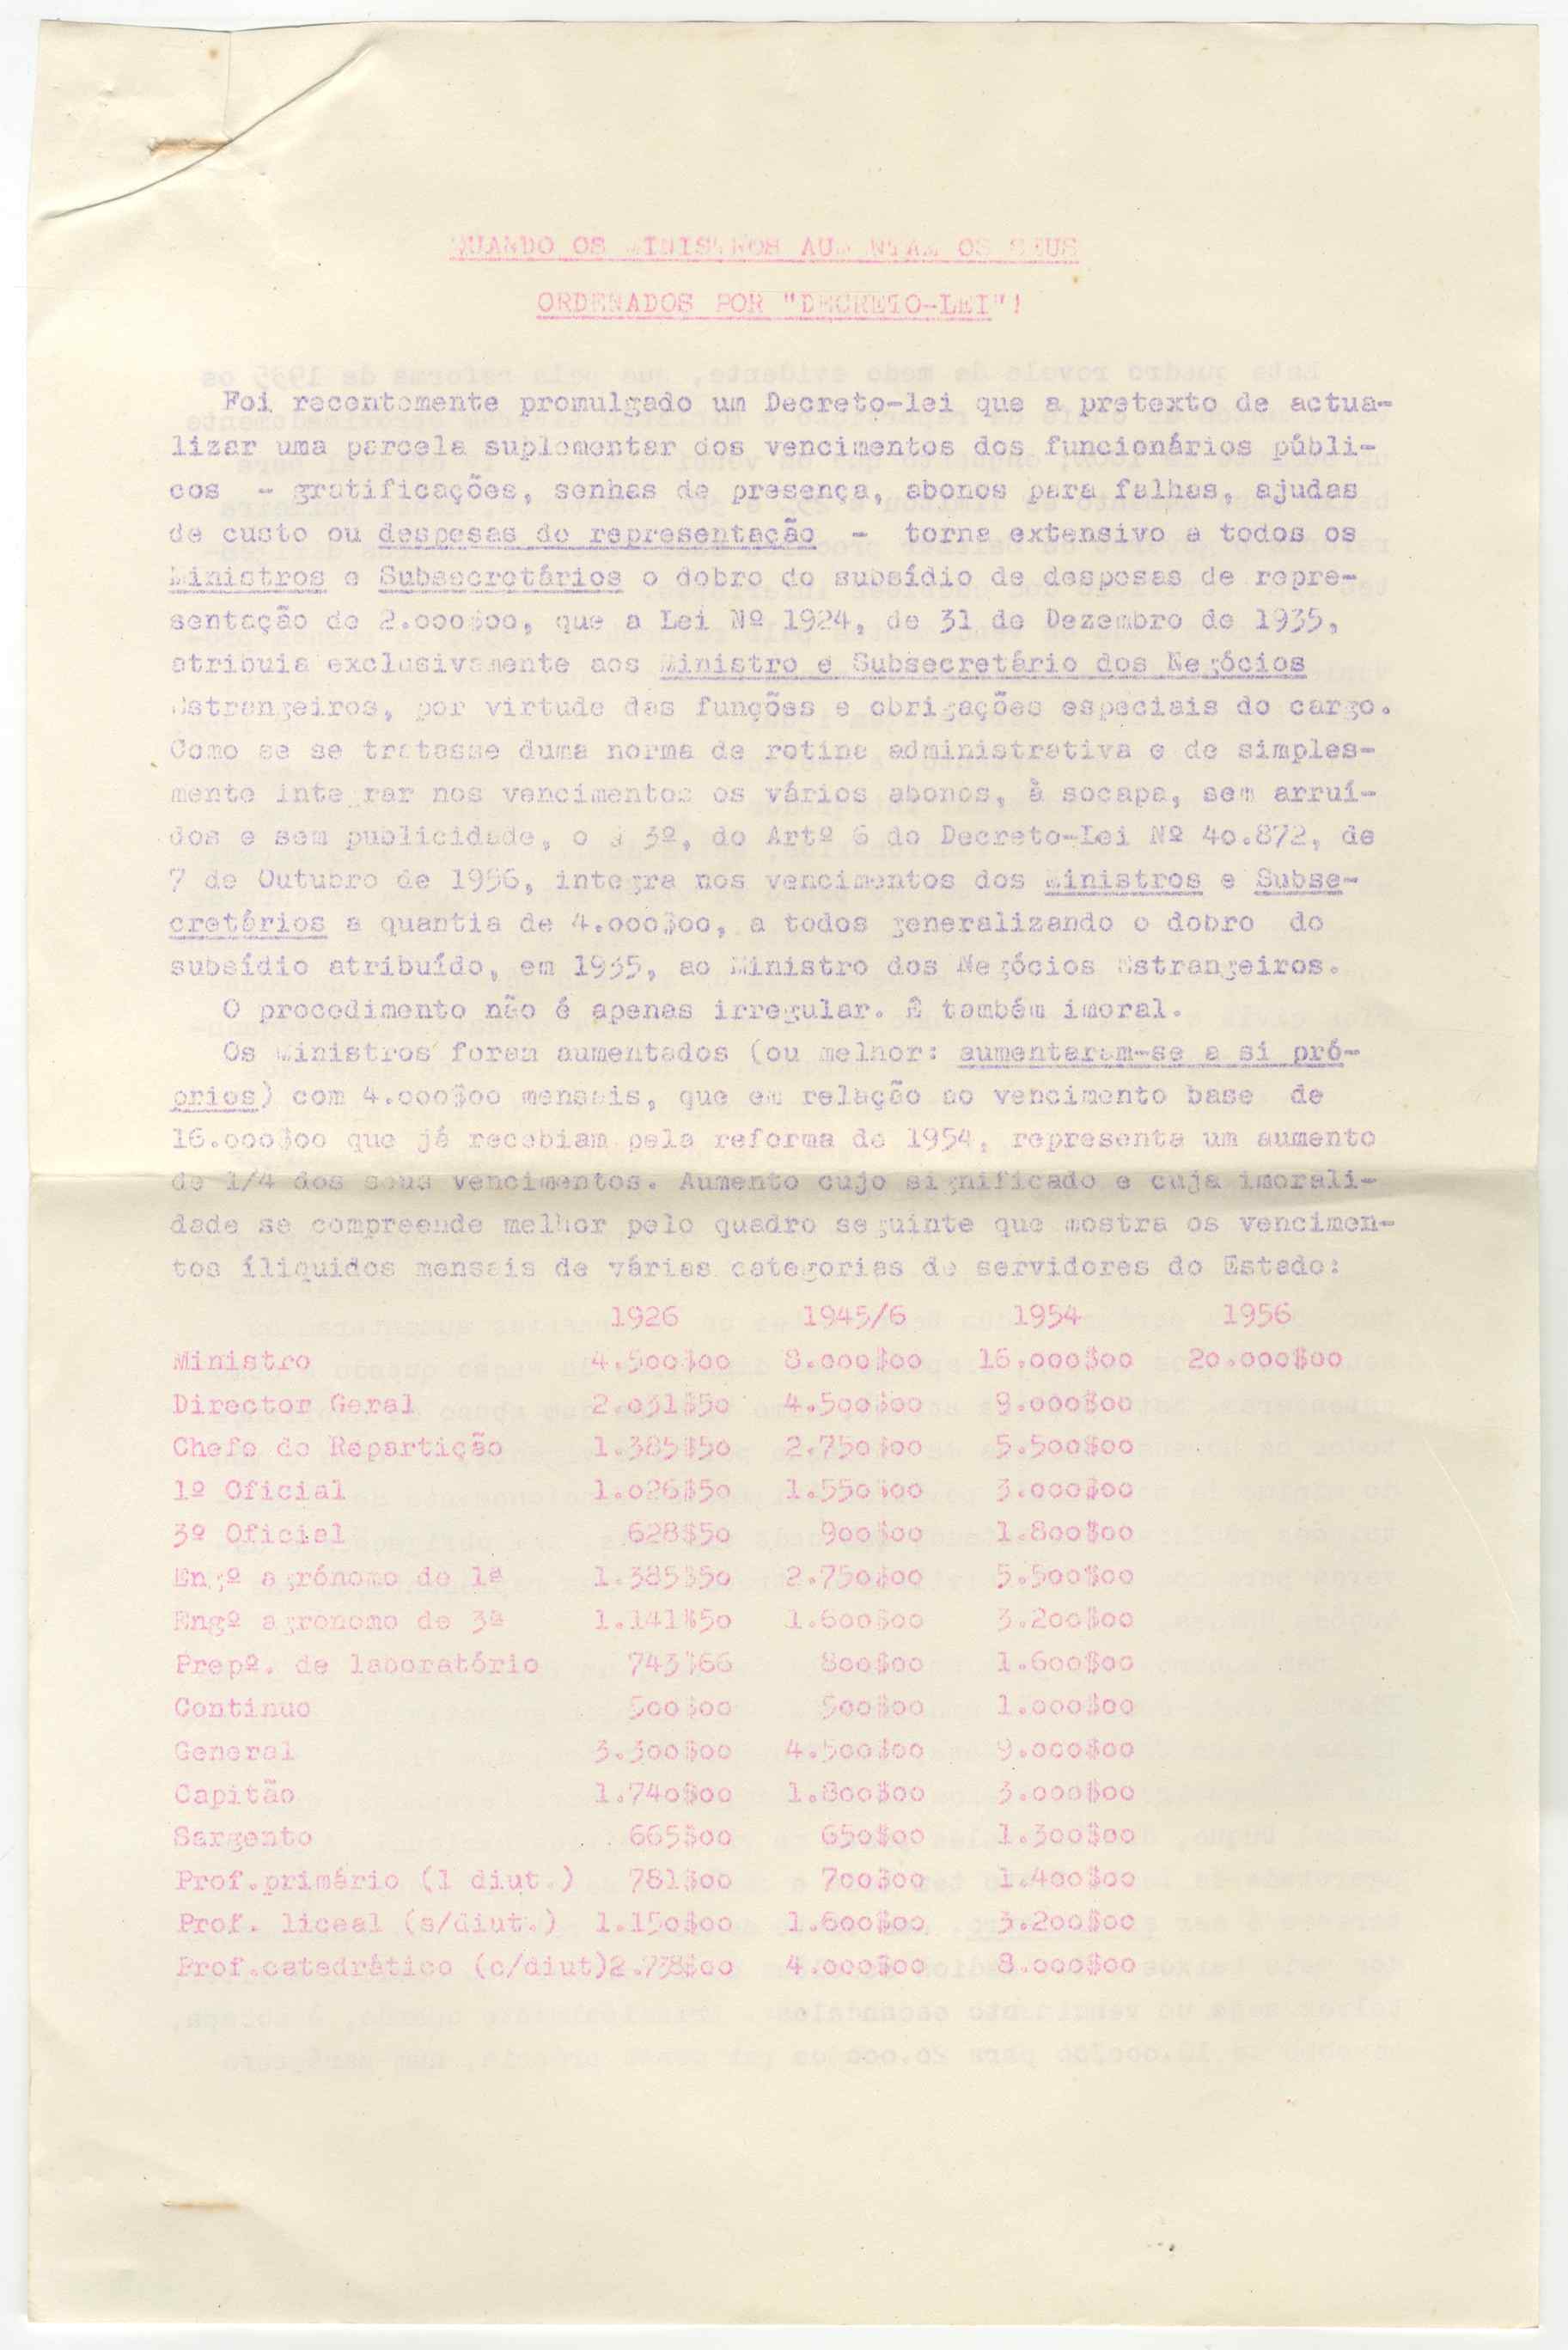 QUANDO OS MINISTROS AUMENTAM OS SEUS
ORDENADOS POR "DECRETO-LEI"!
Foi recentemente promulgado um Decreto-lei que a pretexto de actua-
lizar uma parcela suplementar dos vencimentos dos funcionários públi-
cos - gratificações, senhas de presença, abonos para falhas, ajudas
de custo ou despesas de representação - torna extensivo a todos os
Ministros e Subsecretários o dobro do subsídio de despesas de repre-
sentação de 2.000$00, que a Lei Nº 1924, de 31 de Dezembro de 1935,
atribuia exclusivamente aos Ministro e Subsecretário dos Negócios
Estrangeiros, por virtude das funções e obrigações especiais do cargo.
Como se se tratasse duma norma de rotina administrativa e de simples-
mente integrar nos vencimentos os vários abonos, à socapa, sem arruí-
dos e sem publicidade, o § 3º, do Artº 6 do Decreto-Lei Nº 40.872, de
7 de Outubro de 1956, integra nos vencimentos dos Ministros e Subse-
cretários a quantia de 4.000$00, a todos generalizando o dobro do
subsídio atribuído, em 1935, ao Ministro dos Negócios Estrangeiros.
O procedimento não é apenas irregular. É também imoral.
Os Ministros foram aumentados (ou melhor: aumentaram-se a si pró-
prios) com 4.000$00 mensais, que em relação ao vencimento base de
16.000$00 que já recebiam pela reforma de 1954, representa um aumento
de 1/4 dos seus vencimentos. Aumento cujo significado e cuja imorali-
dade se compreende melhor pelo quadro seguinte que mostra os vencimen-
tos íliquidos mensais de várias categorias de servidores do Estado:
1926 1945/6 1954 1956
Ministro 4.500$00 8.000$00 16.000$00 20.000$00
Director Geral 2.031$50 4.500$00 9.000$00
Chefe de Repartição 1.385$50 2.750$00 5.500$00
1º Oficial 1.026$50 1.550$00 3.000$00
3º Oficial 628$50 900$00 1.800$00
Engº agrónomo de 1ª 1.385$50 2.750$00 5.500$00
Engº agronomo de 3ª 1.141$50 1.600$00 3.200$00
Prepº. de laboratório 743$66 800$00 1.600$00
Continuo 500$00 500$00 1.000$00
General 3.300$00 4.500$00 9.000$00
Capitão 1.740$00 1.800$00 3.000$00
Sargento 665$00 650$00 1.300$00
Prof.primário (1 diut.) 781$00 700$00 1.400$00
Prof. liceal (s/diut.) 1.150$00 1.600$00 3.200$00
Prof.catedrático (c/diut)2.738$00 4.000$00 8.000$00